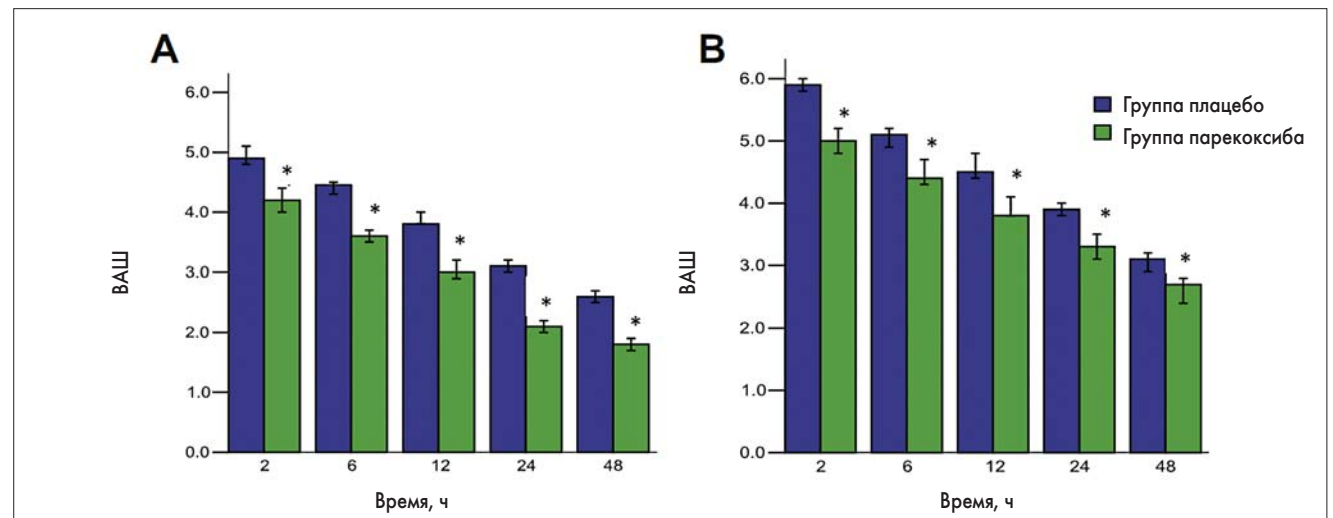 A
6.0
5.0
4.0
3.0
2.0
1.0
0.0
ВАШ
* * * * *
2 6 12 24 48
Время, ч
B
6.0
5.0
4.0
3.0
2.0
1.0
0.0
ВАШ
* * * * *
2 6 12 24 48
Время, ч
Группа плацебо
Группа парекоксиба